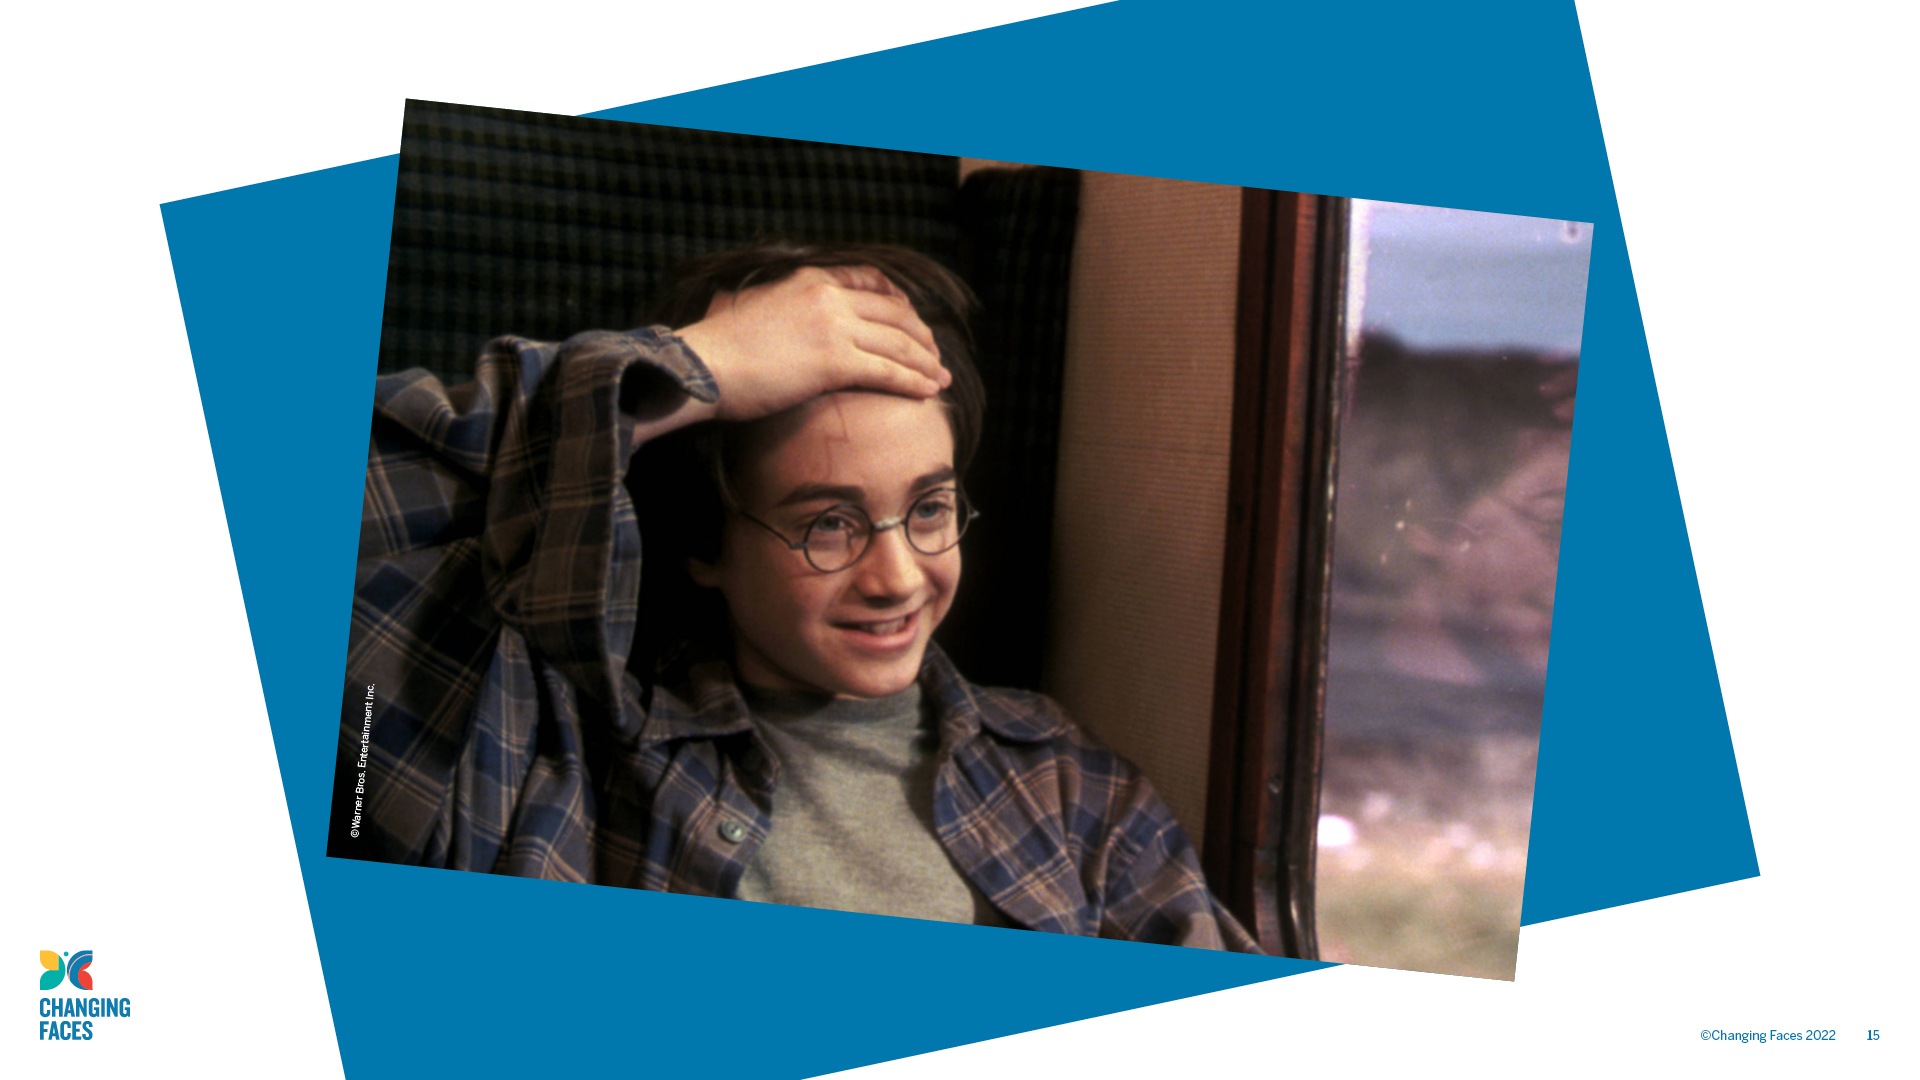 ©Warner Bros. Entertainment Inc.
CHANGING
FACES
©Changing Faces 2022 15